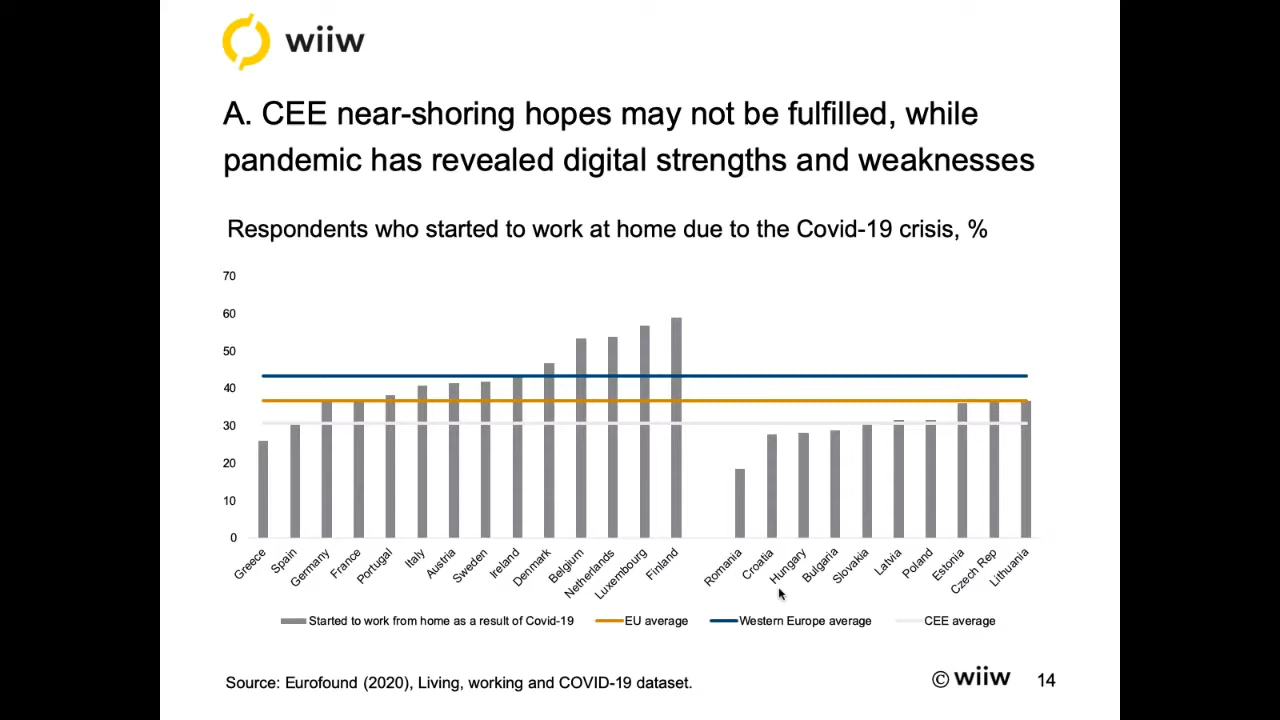 wiiw
A. CEE near-shoring hopes may not be fulfilled, while
pandemic has revealed digital strengths and weaknesses
Respondents who started to work at home due to the Covid-19 crisis, %
70
60
50
40
30
20
10
0
Greece
Spain
Germany
France
Portugal
Italy
Austria
Sweden
Ireland
Denmark
Belgium
Netherlands
Luxembourg
Finland
Romania
Croatia
Hungary
Bulgaria
Slovakia
Latvia
Poland
Estonia
Czech Rep
Lithuania
Started to work from home as a result of Covid-19 EU average Western Europe average CEE average
Source: Eurofound (2020), Living, working and COVID-19 dataset.
© wiiw 14